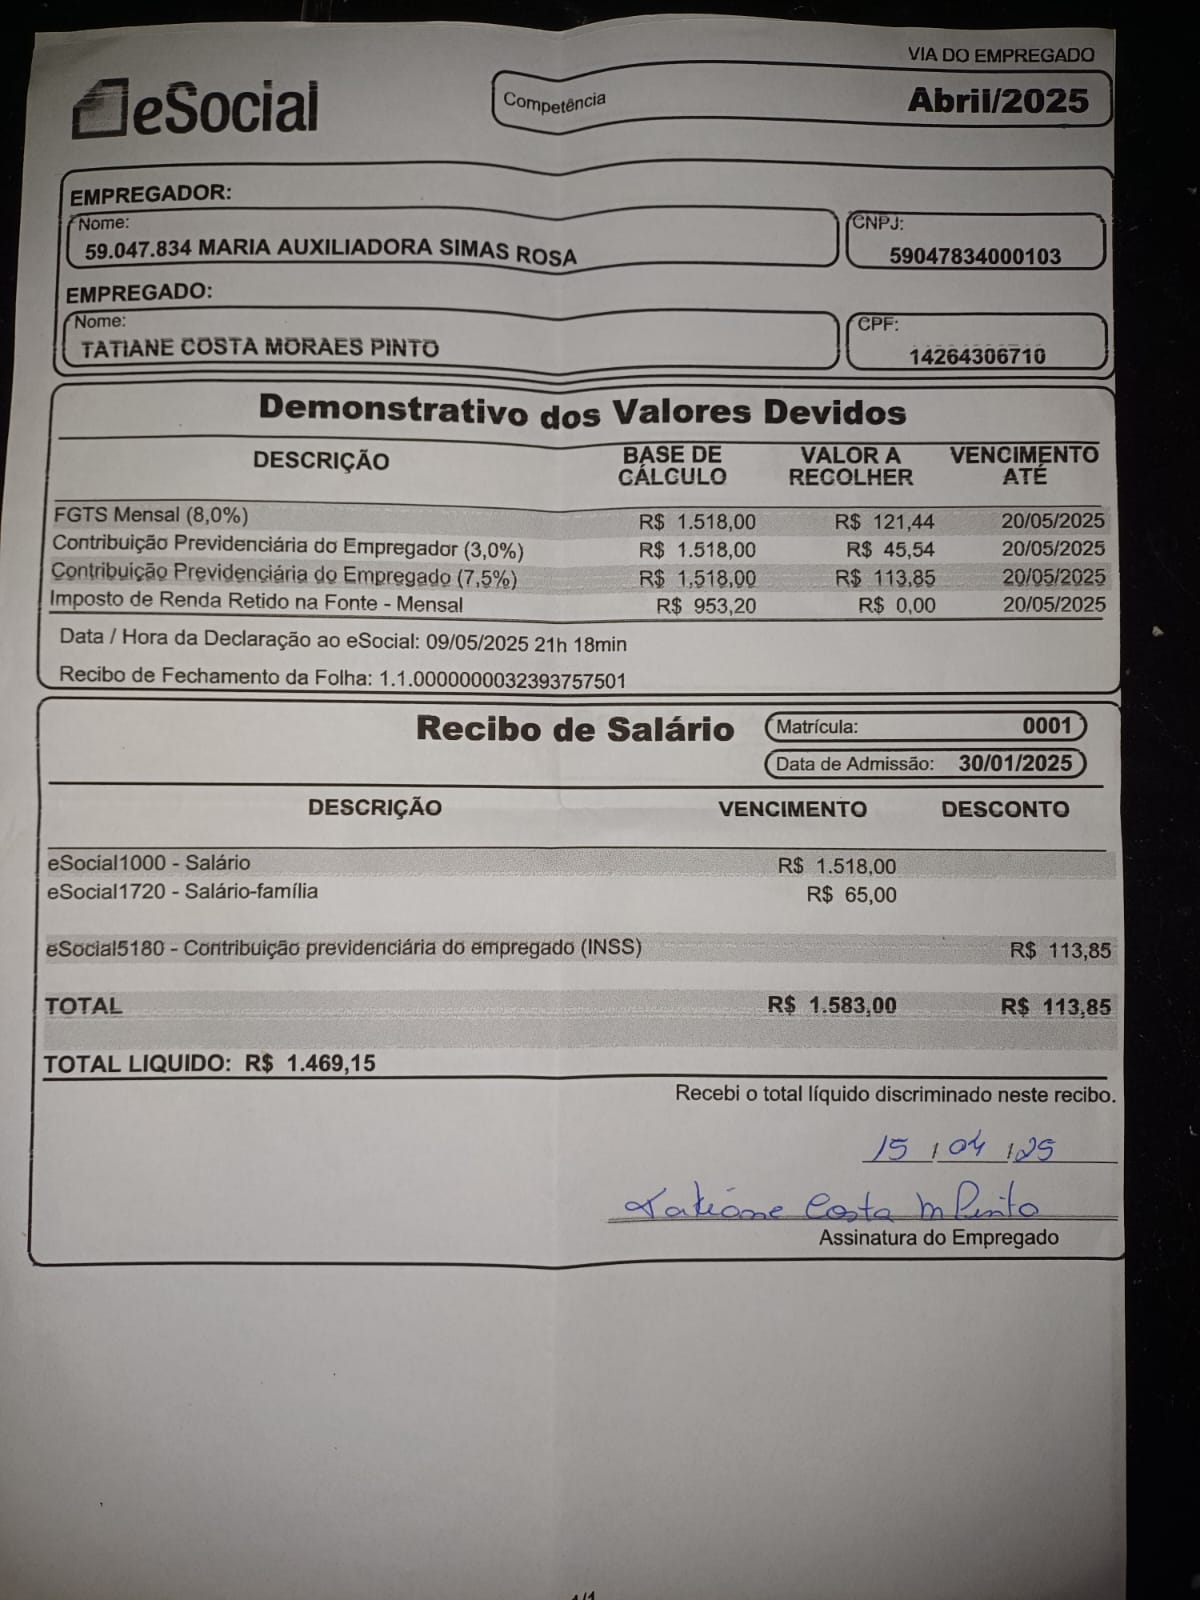 VIA DO EMPREGADO
eSocial
Competência
Abril/2025
EMPREGADOR:
Nome:
59.047.834 MARIA AUXILIADORA SIMAS ROSA
CNPJ:
59047834000103
EMPREGADO:
Nome:
TATIANE COSTA MORAES PINTO
CPF:
14264306710
Demonstrativo dos Valores Devidos
DESCRIÇÃO BASE DE CÁLCULO VALOR A RECOLHER VENCIMENTO ATÉ
FGTS Mensal (8,0%) R$ 1.518,00 R$ 121,44 20/05/2025
Contribuição Previdenciária do Empregador (3,0%) R$ 1.518,00 R$ 45,54 20/05/2025
Contribuição Previdenciária do Empregado (7,5%) R$ 1.518,00 R$ 113,85 20/05/2025
Imposto de Renda Retido na Fonte - Mensal R$ 953,20 R$ 0,00 20/05/2025
Data / Hora da Declaração ao eSocial: 09/05/2025 21h 18min
Recibo de Fechamento da Folha: 1.1.0000000032393757501
Recibo de Salário
Matrícula: 0001
Data de Admissão: 30/01/2025
DESCRIÇÃO VENCIMENTO DESCONTO
eSocial1000 - Salário R$ 1.518,00
eSocial1720 - Salário-família R$ 65,00
eSocial5180 - Contribuição previdenciária do empregado (INSS) R$ 113,85
TOTAL R$ 1.583,00 R$ 113,85
TOTAL LIQUIDO: R$ 1.469,15
Recebi o total líquido discriminado neste recibo.
15 / 04 / 25
Tatiane Costa M Pinto
Assinatura do Empregado
1/1